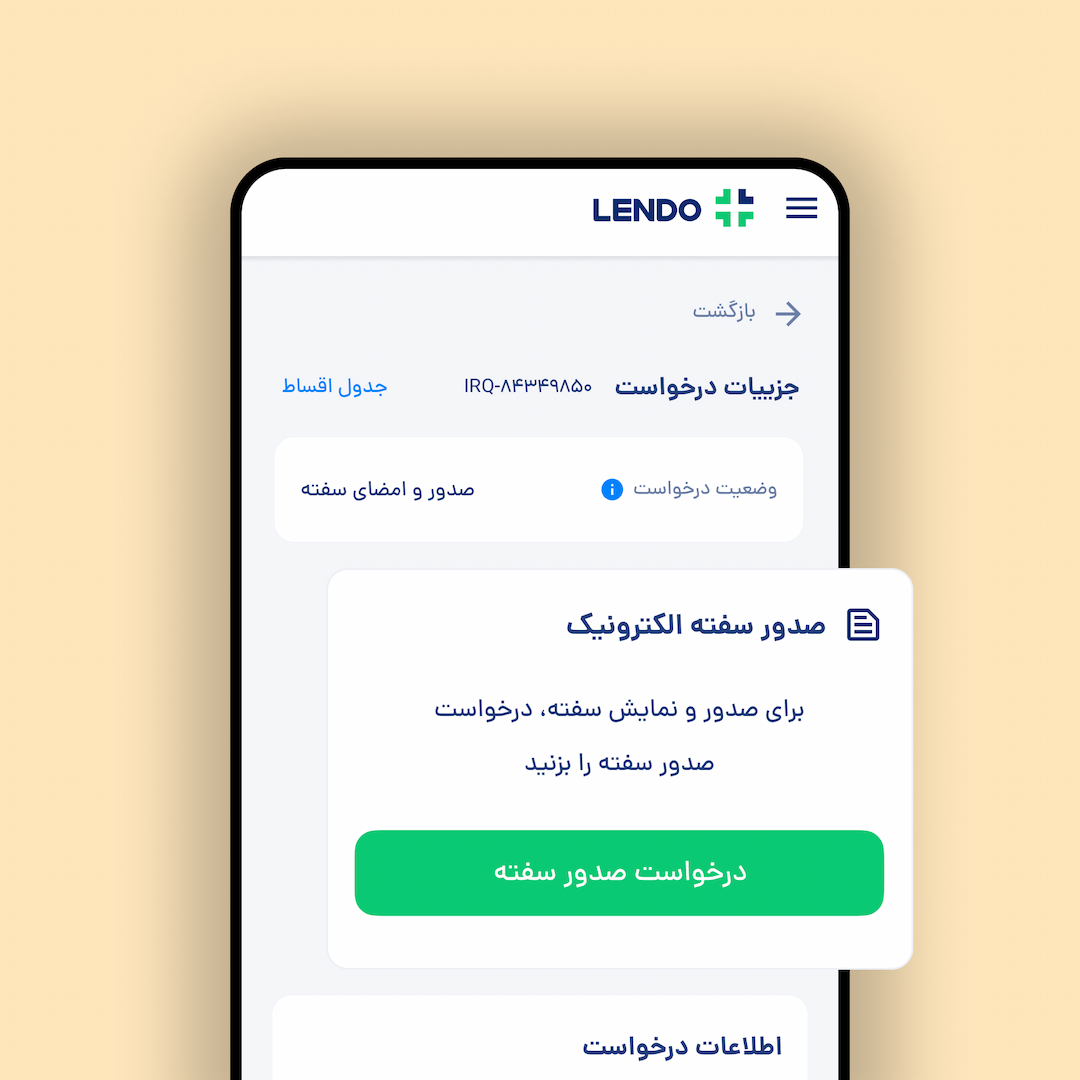 LENDO
بازگشت
جزییات درخواست IRQ-۸۴۳۴۹۸۵۰ جدول اقساط
وضعیت درخواست صدور و امضای سفته
صدور سفته الکترونیک
برای صدور و نمایش سفته، درخواست
صدور سفته را بزنید
درخواست صدور سفته
اطلاعات درخواست